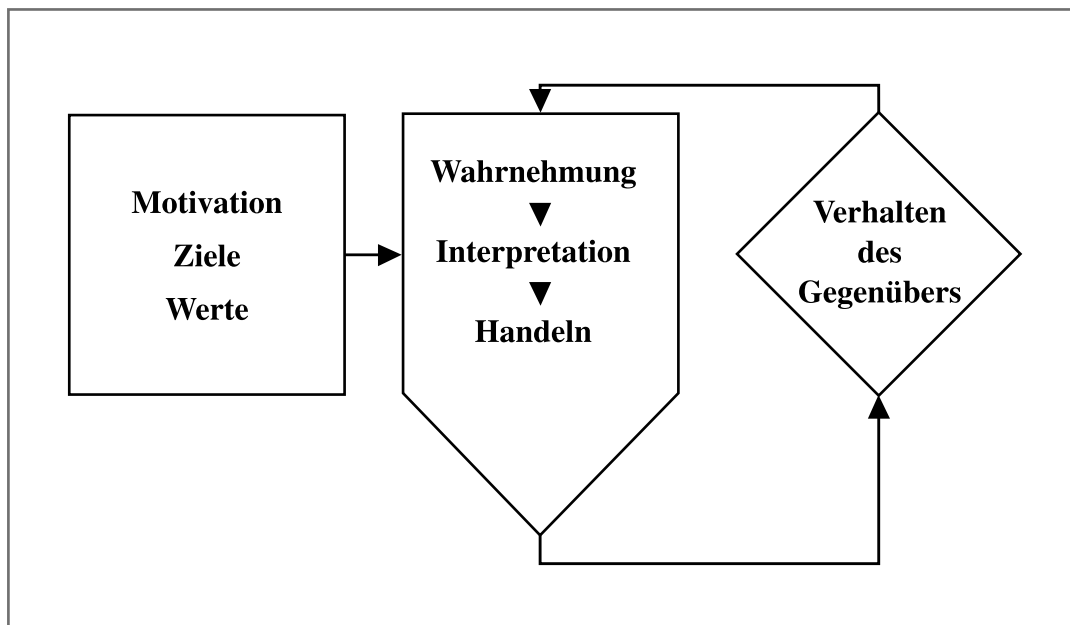 Motivation
Ziele
Werte
Wahrnehmung
Interpretation
Handeln
Verhalten
des
Gegenübers